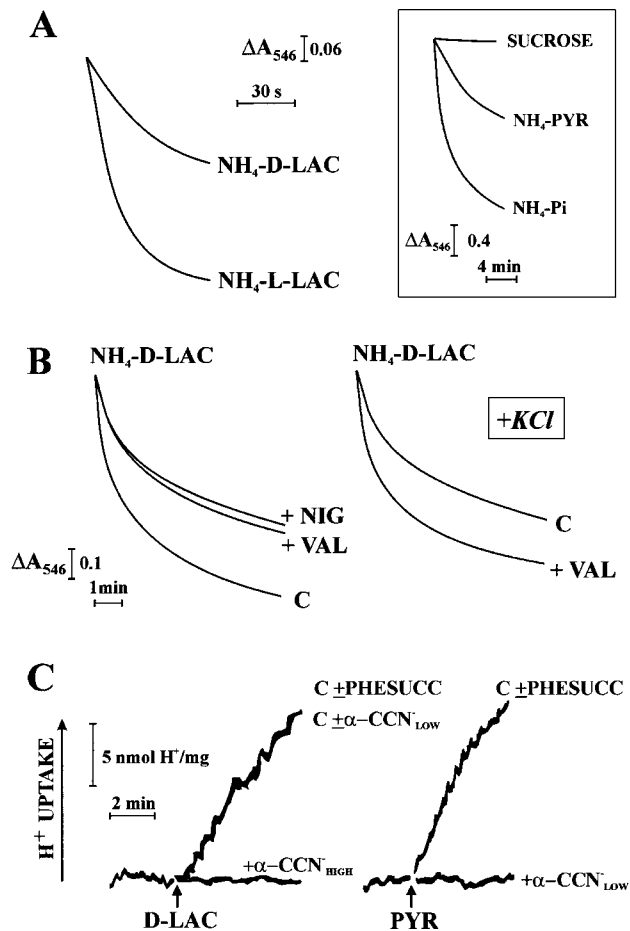 A
ΔA546 0.06
30 s
NH4-D-LAC
NH4-L-LAC
SUCROSE
NH4-PYR
NH4-Pi
ΔA546 0.4
4 min
B
NH4-D-LAC
+ NIG
+ VAL
C
ΔA546 0.1
1min
NH4-D-LAC
+KCl
C
+ VAL
C
H+ UPTAKE
5 nmol H+/mg
2 min
C ±PHESUCC
C ±α–CCN-LOW
+α–CCN-HIGH
D-LAC
C ±PHESUCC
+α–CCN-LOW
PYR